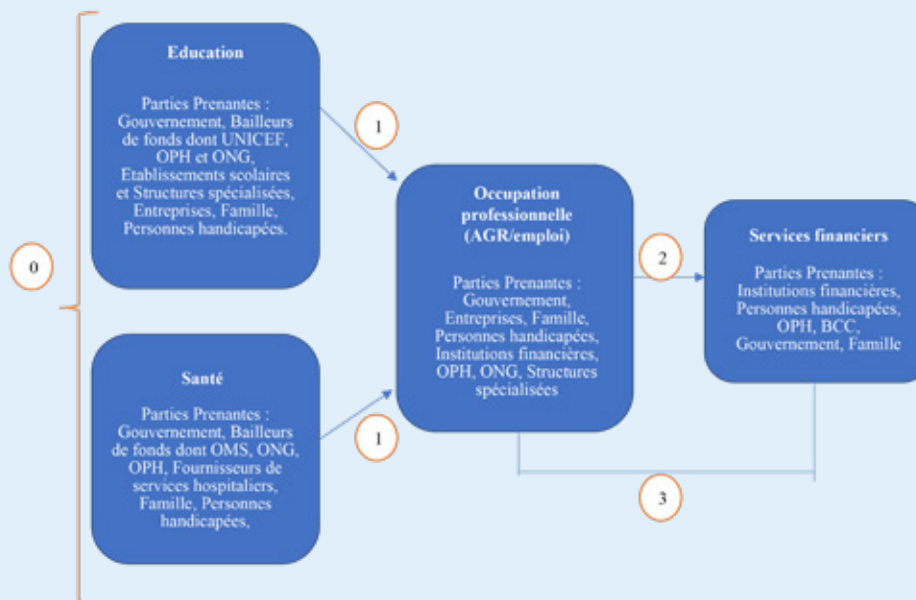 Education
Parties Prenantes :
Gouvernement, Bailleurs
de fonds dont UNICEF,
OPH et ONG,
Etablissements scolaires
et Structures spécialisées,
Entreprises, Famille,
Personnes handicapées.
1
0
Occupation
professionnelle
(AGR/emploi)
Parties Prenantes :
Gouvernement,
Entreprises, Famille,
Personnes handicapées,
Institutions financières,
OPH, ONG, Structures
spécialisées
2
Services financiers
Parties Prenantes :
Institutions financières,
Personnes handicapées,
OPH, BCC,
Gouvernement, Famille
Santé
Parties Prenantes :
Gouvernement, Bailleurs
de fonds dont OMS, ONG,
OPH, Fournisseurs de
services hospitaliers,
Famille, Personnes
handicapées,
1
3